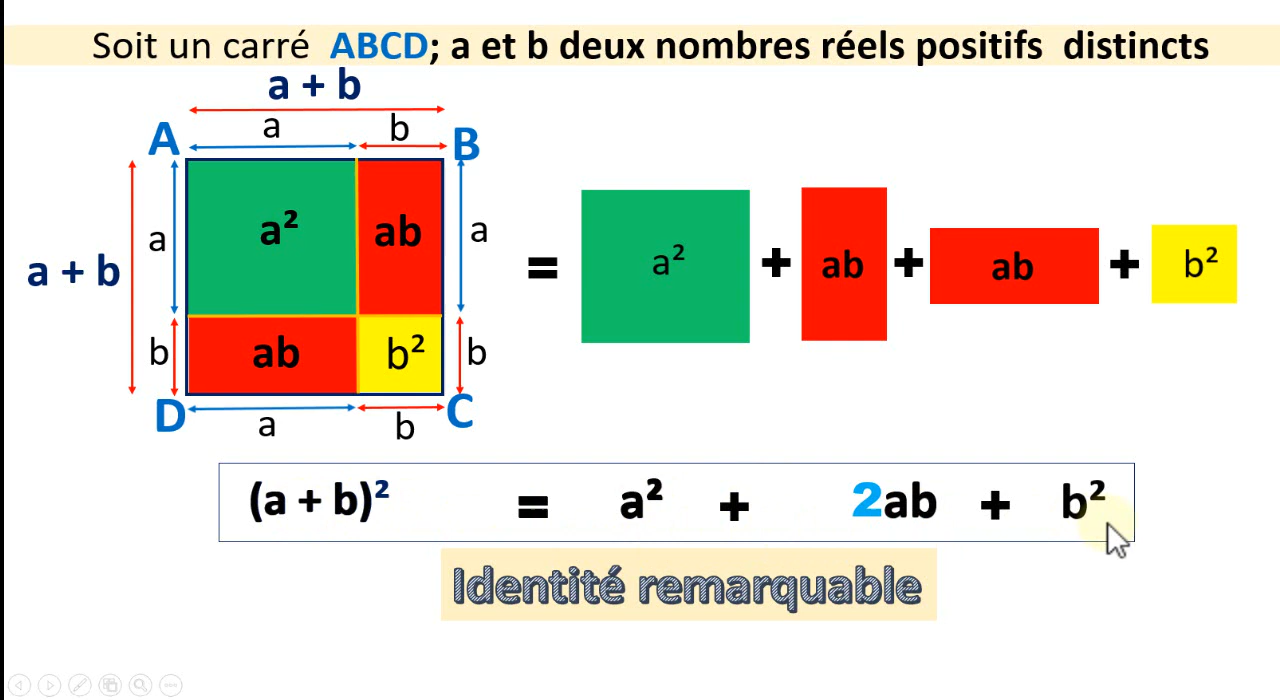 Soit un carré ABCD; a et b deux nombres réels positifs distincts
a + b
a b
A B
a² ab
a a
a + b
= a² + ab + ab + b²
b ab b² b
D C
a b
(a + b)² = a² + 2ab + b²
Identité remarquable